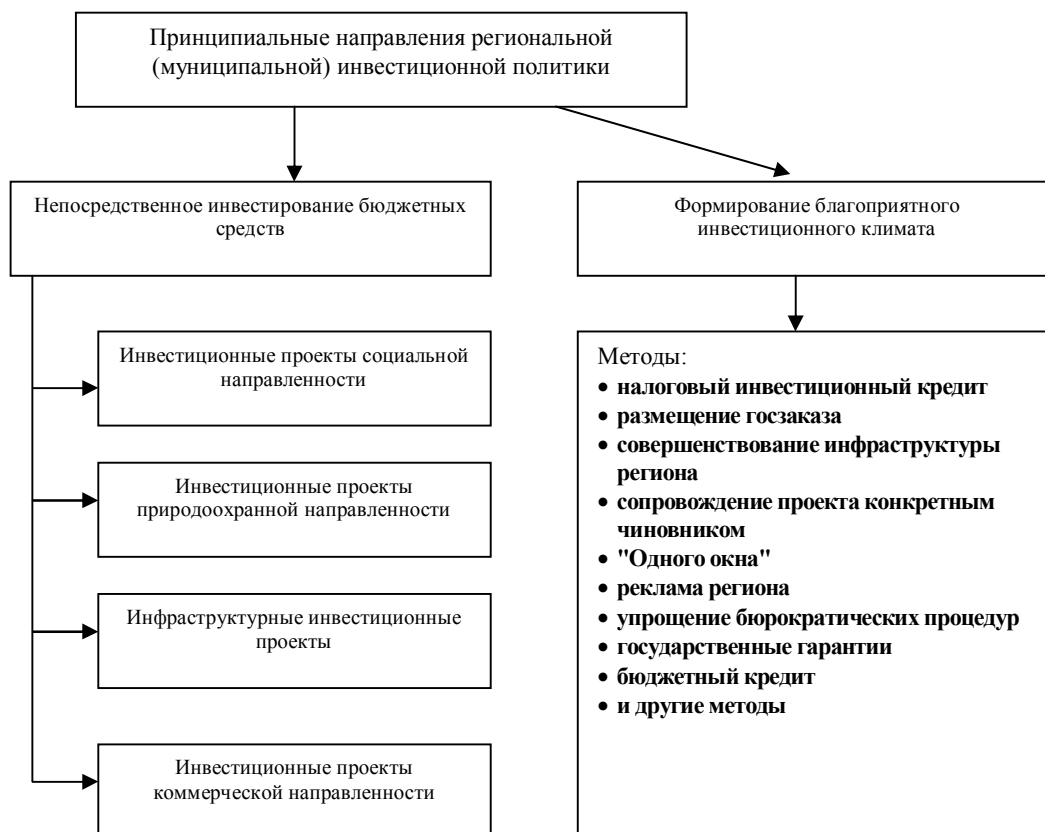 Принципиальные направления региональной
(муниципальной) инвестиционной политики
Непосредственное инвестирование бюджетных
средств
Формирование благоприятного
инвестиционного климата
Инвестиционные проекты социальной
направленности
Инвестиционные проекты
природоохранной направленности
Инфраструктурные инвестиционные
проекты
Инвестиционные проекты
коммерческой направленности
Методы:
• налоговый инвестиционный кредит
• размещение госзаказа
• совершенствование инфраструктуры
региона
• сопровождение проекта конкретным
чиновником
• "Одного окна"
• реклама региона
• упрощение бюрократических процедур
• государственные гарантии
• бюджетный кредит
• и другие методы